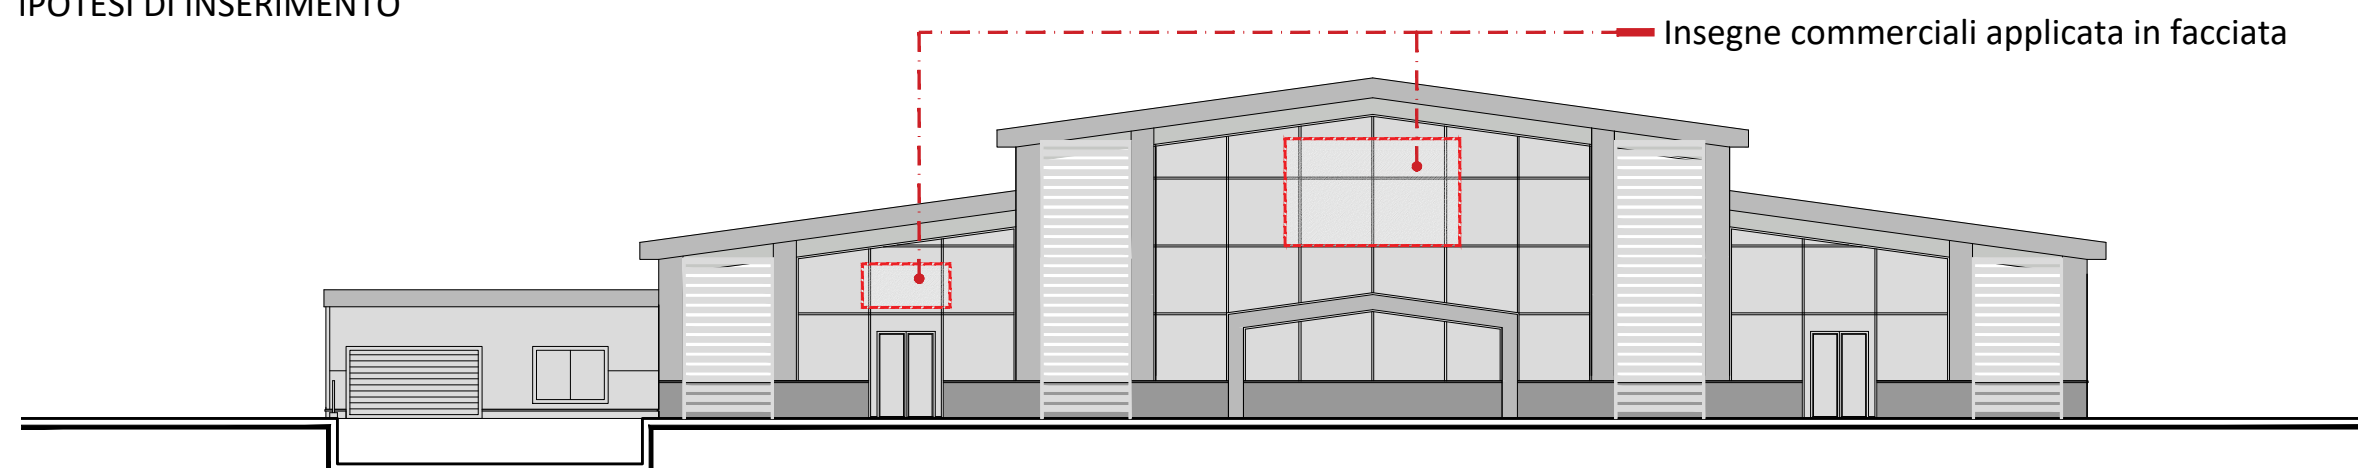 IPOTESI DI INSERIMENTO
Insegne commerciali applicata in facciata